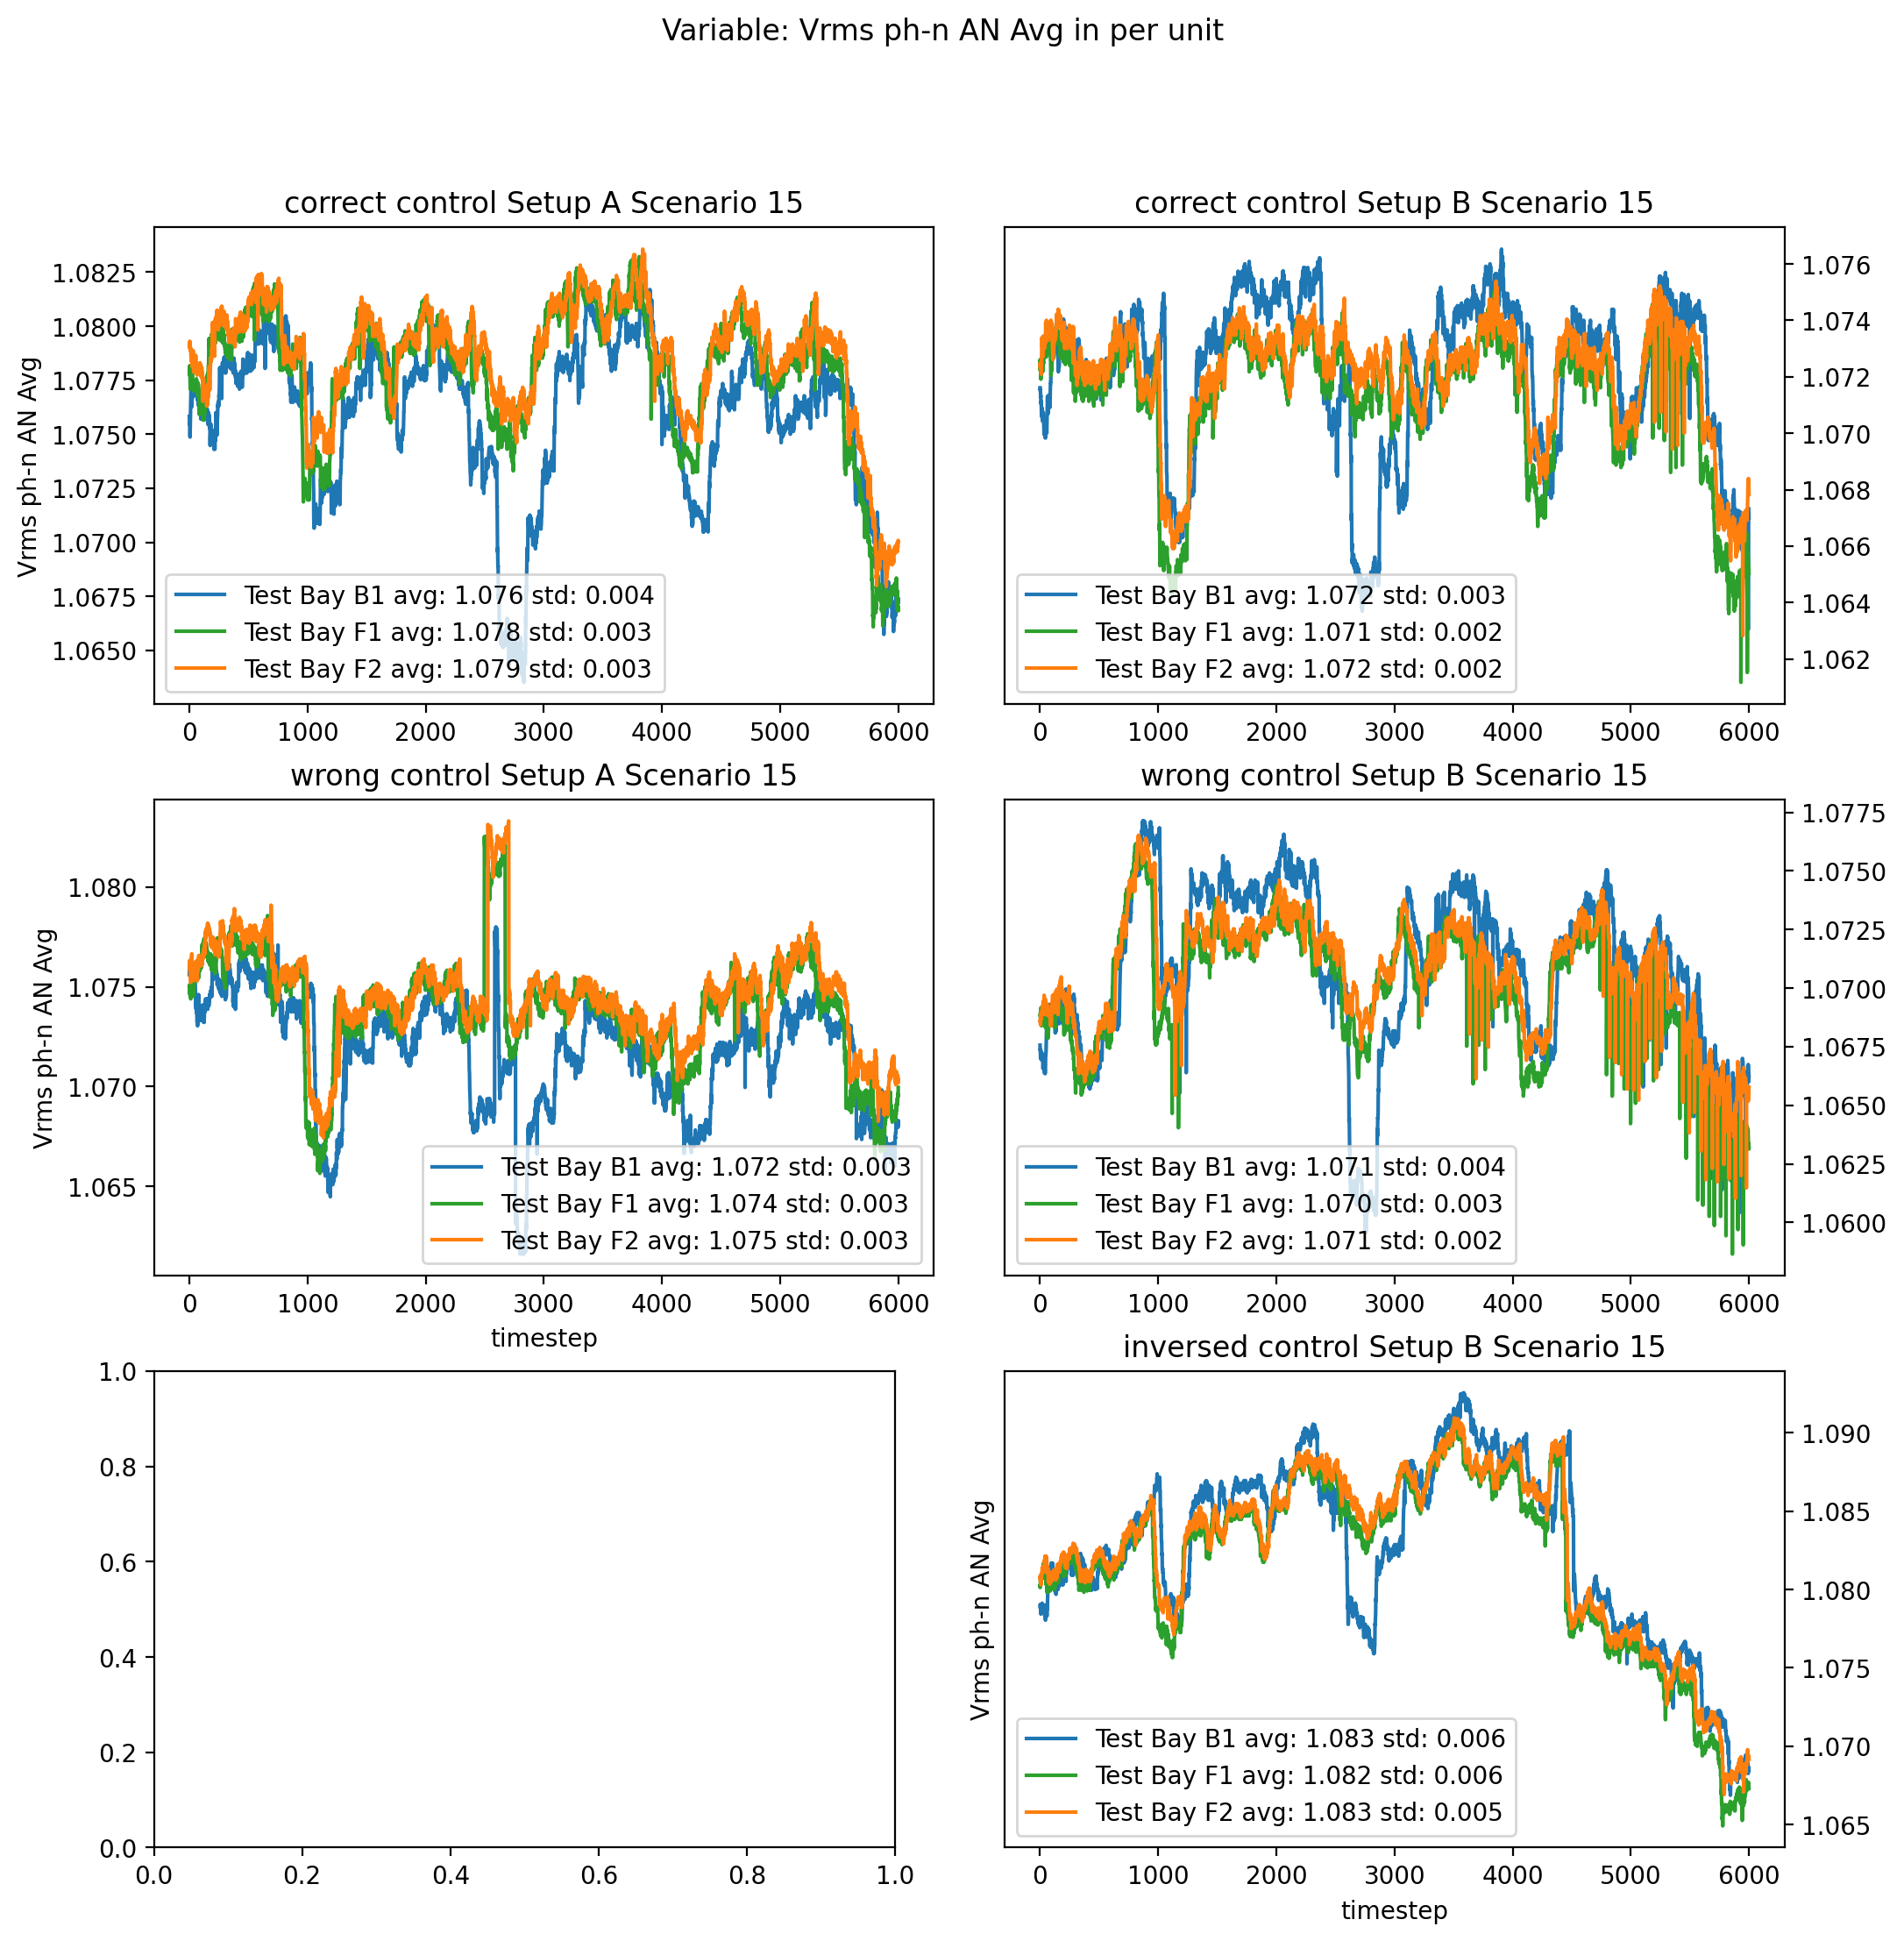 Variable: Vrms ph-n AN Avg in per unit
correct control Setup A Scenario 15
Vrms ph-n AN Avg
1.0825
1.0800
1.0775
1.0750
1.0725
1.0700
1.0675
1.0650
Test Bay B1 avg: 1.076 std: 0.004
Test Bay F1 avg: 1.078 std: 0.003
Test Bay F2 avg: 1.079 std: 0.003
0 1000 2000 3000 4000 5000 6000
correct control Setup B Scenario 15
1.076
1.074
1.072
1.070
1.068
1.066
1.064
1.062
Test Bay B1 avg: 1.072 std: 0.003
Test Bay F1 avg: 1.071 std: 0.002
Test Bay F2 avg: 1.072 std: 0.002
0 1000 2000 3000 4000 5000 6000
wrong control Setup A Scenario 15
Vrms ph-n AN Avg
1.080
1.075
1.070
1.065
Test Bay B1 avg: 1.072 std: 0.003
Test Bay F1 avg: 1.074 std: 0.003
Test Bay F2 avg: 1.075 std: 0.003
0 1000 2000 3000 4000 5000 6000
timestep
wrong control Setup B Scenario 15
1.0775
1.0750
1.0725
1.0700
1.0675
1.0650
1.0625
1.0600
Test Bay B1 avg: 1.071 std: 0.004
Test Bay F1 avg: 1.070 std: 0.003
Test Bay F2 avg: 1.071 std: 0.002
0 1000 2000 3000 4000 5000 6000
1.0
0.8
0.6
0.4
0.2
0.0
0.0 0.2 0.4 0.6 0.8 1.0
inversed control Setup B Scenario 15
Vrms ph-n AN Avg
1.090
1.085
1.080
1.075
1.070
1.065
Test Bay B1 avg: 1.083 std: 0.006
Test Bay F1 avg: 1.082 std: 0.006
Test Bay F2 avg: 1.083 std: 0.005
0 1000 2000 3000 4000 5000 6000
timestep